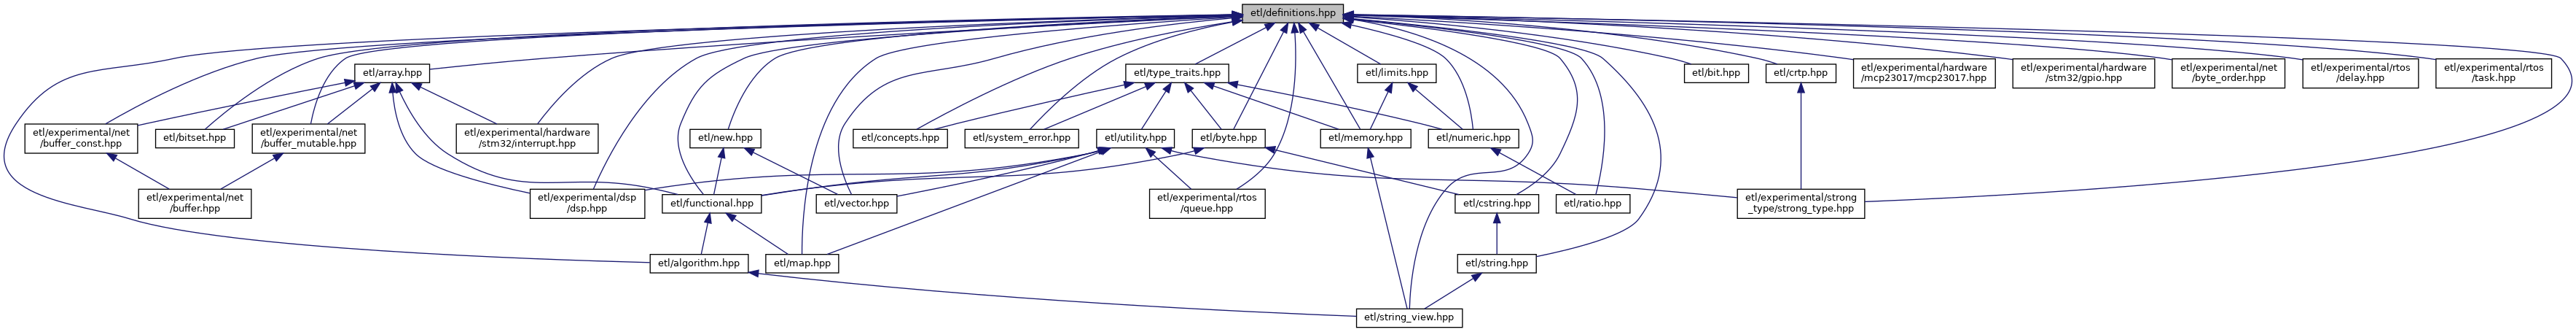 etl/definitions.hpp
etl/array.hpp
etl/type_traits.hpp
etl/limits.hpp
etl/bit.hpp
etl/crtp.hpp
etl/experimental/hardware
/mcp23017/mcp23017.hpp
etl/experimental/hardware
/stm32/gpio.hpp
etl/experimental/net
/byte_order.hpp
etl/experimental/rtos
/delay.hpp
etl/experimental/rtos
/task.hpp
etl/experimental/net
/buffer_const.hpp
etl/bitset.hpp
etl/experimental/net
/buffer_mutable.hpp
etl/experimental/hardware
/stm32/interrupt.hpp
etl/new.hpp
etl/concepts.hpp
etl/system_error.hpp
etl/utility.hpp
etl/byte.hpp
etl/memory.hpp
etl/numeric.hpp
etl/experimental/net
/buffer.hpp
etl/experimental/dsp
/dsp.hpp
etl/functional.hpp
etl/vector.hpp
etl/experimental/rtos
/queue.hpp
etl/cstring.hpp
etl/ratio.hpp
etl/experimental/strong
_type/strong_type.hpp
etl/algorithm.hpp
etl/map.hpp
etl/string.hpp
etl/string_view.hpp